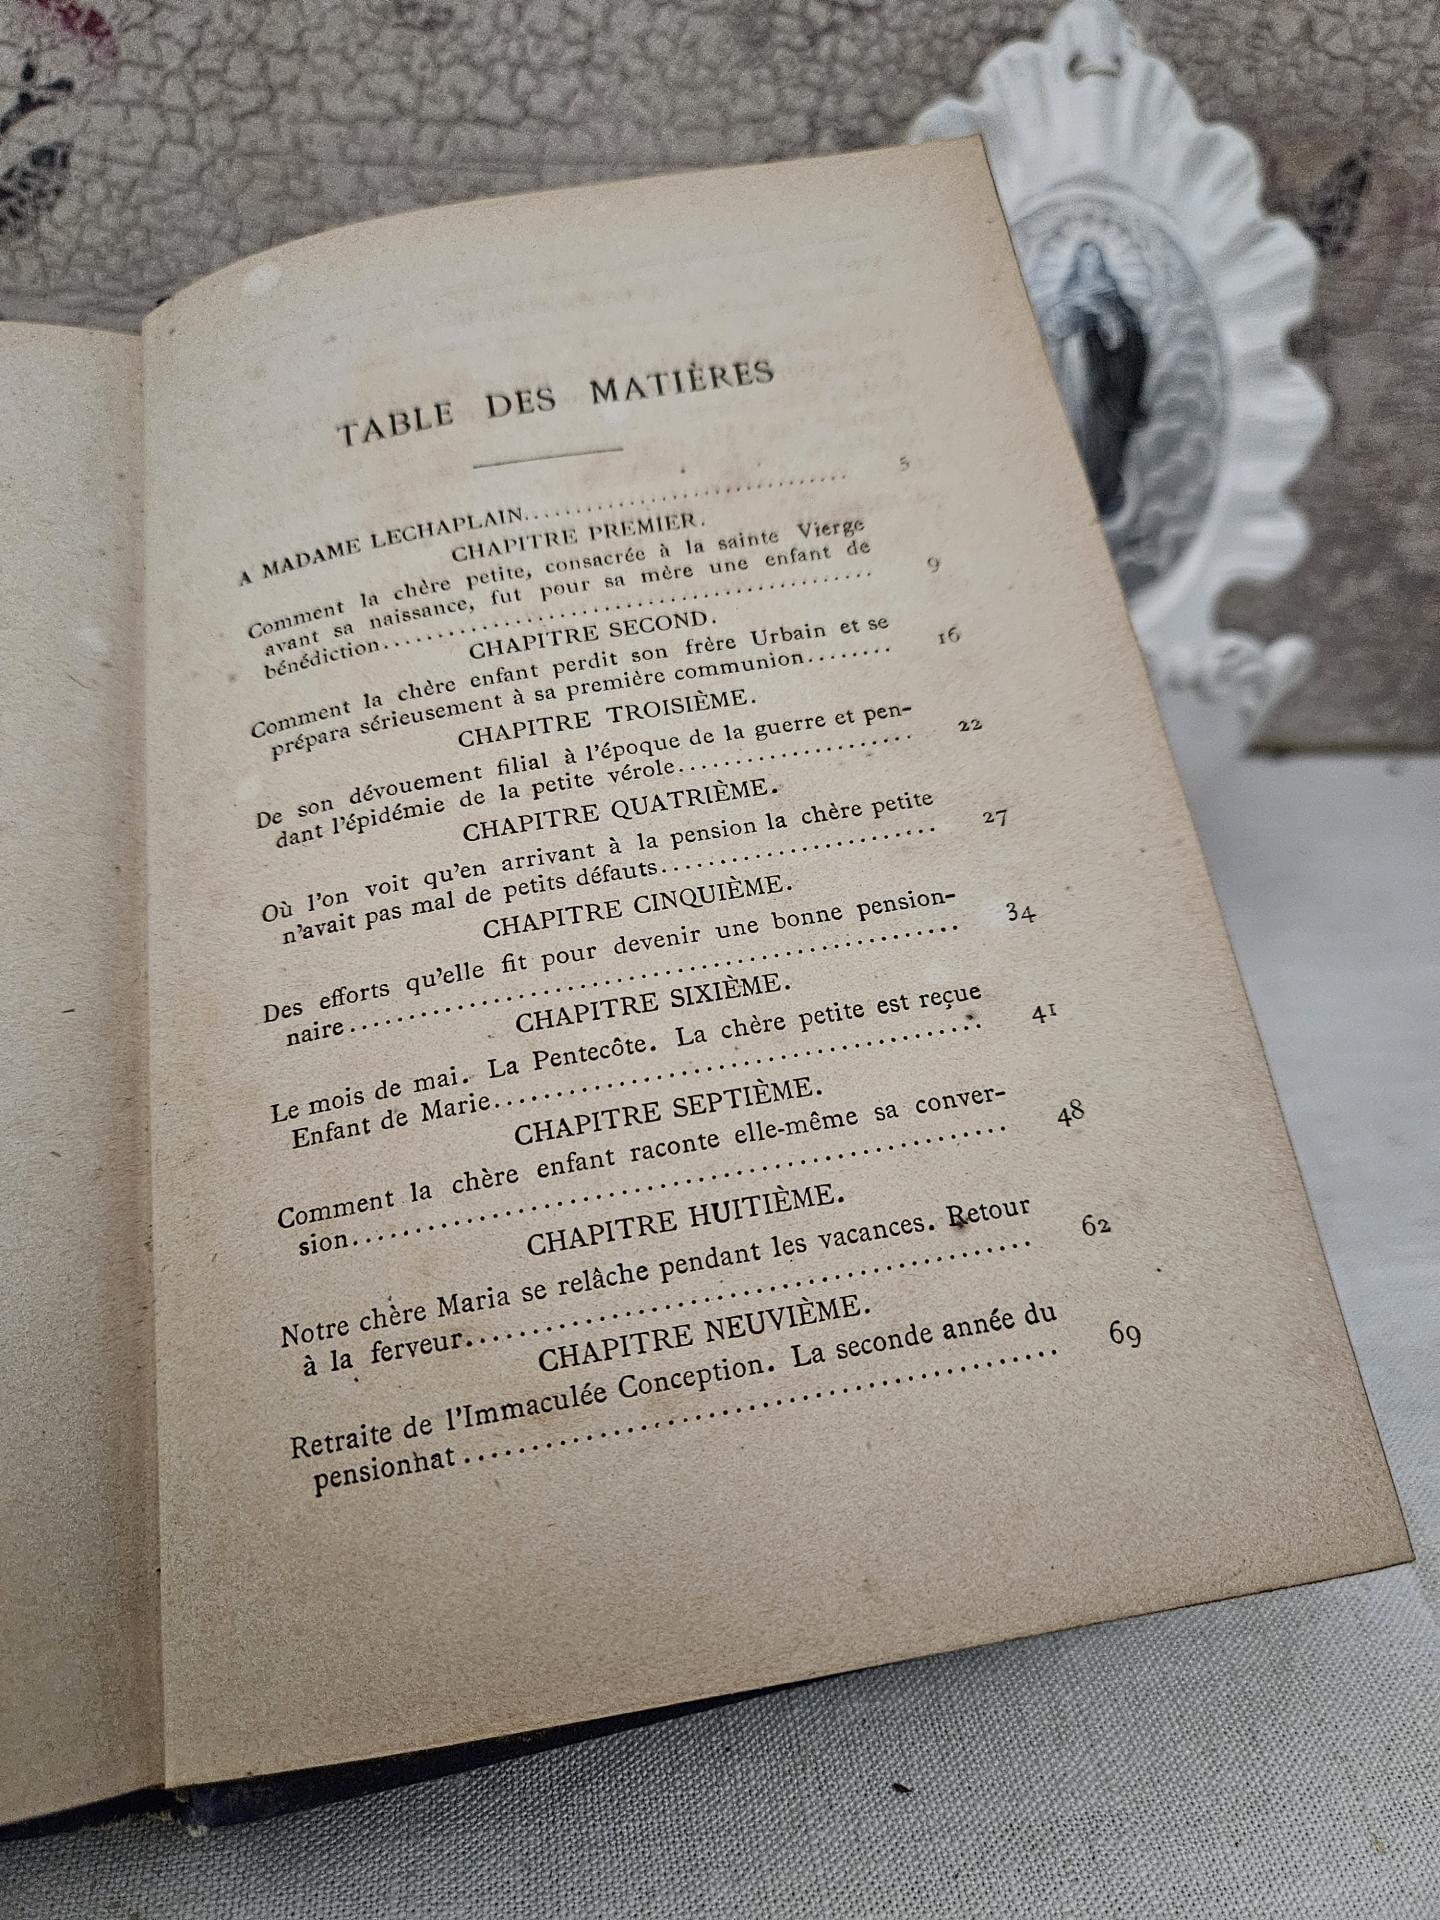 TABLE DES MATIÈRES
A MADAME LECHAPLAIN.............................. 5
CHAPITRE PREMIER.
Comment la chère petite, consacrée à la sainte Vierge
avant sa naissance, fut pour sa mère une enfant de
bénédiction........................................ 9
CHAPITRE SECOND.
Comment la chère enfant perdit son frère Urbain et se
prépara sérieusement à sa première communion........ 16
CHAPITRE TROISIÈME.
De son dévouement filial à l'époque de la guerre et pen-
dant l'épidémie de la petite vérole.................... 22
CHAPITRE QUATRIÈME.
Où l'on voit qu'en arrivant à la pension la chère petite
n'avait pas mal de petits défauts....................... 27
CHAPITRE CINQUIÈME.
Des efforts qu'elle fit pour devenir une bonne pension-
naire............................................. 34
CHAPITRE SIXIÈME.
Le mois de mai. La Pentecôte. La chère petite est reçue
Enfant de Marie.................................... 41
CHAPITRE SEPTIÈME.
Comment la chère enfant raconte elle-même sa conver-
sion............................................... 48
CHAPITRE HUITIÈME.
Notre chère Maria se relâche pendant les vacances. Retour
à la ferveur........................................ 62
CHAPITRE NEUVIÈME.
Retraite de l'Immaculée Conception. La seconde année du
pensionhat........................................ 69